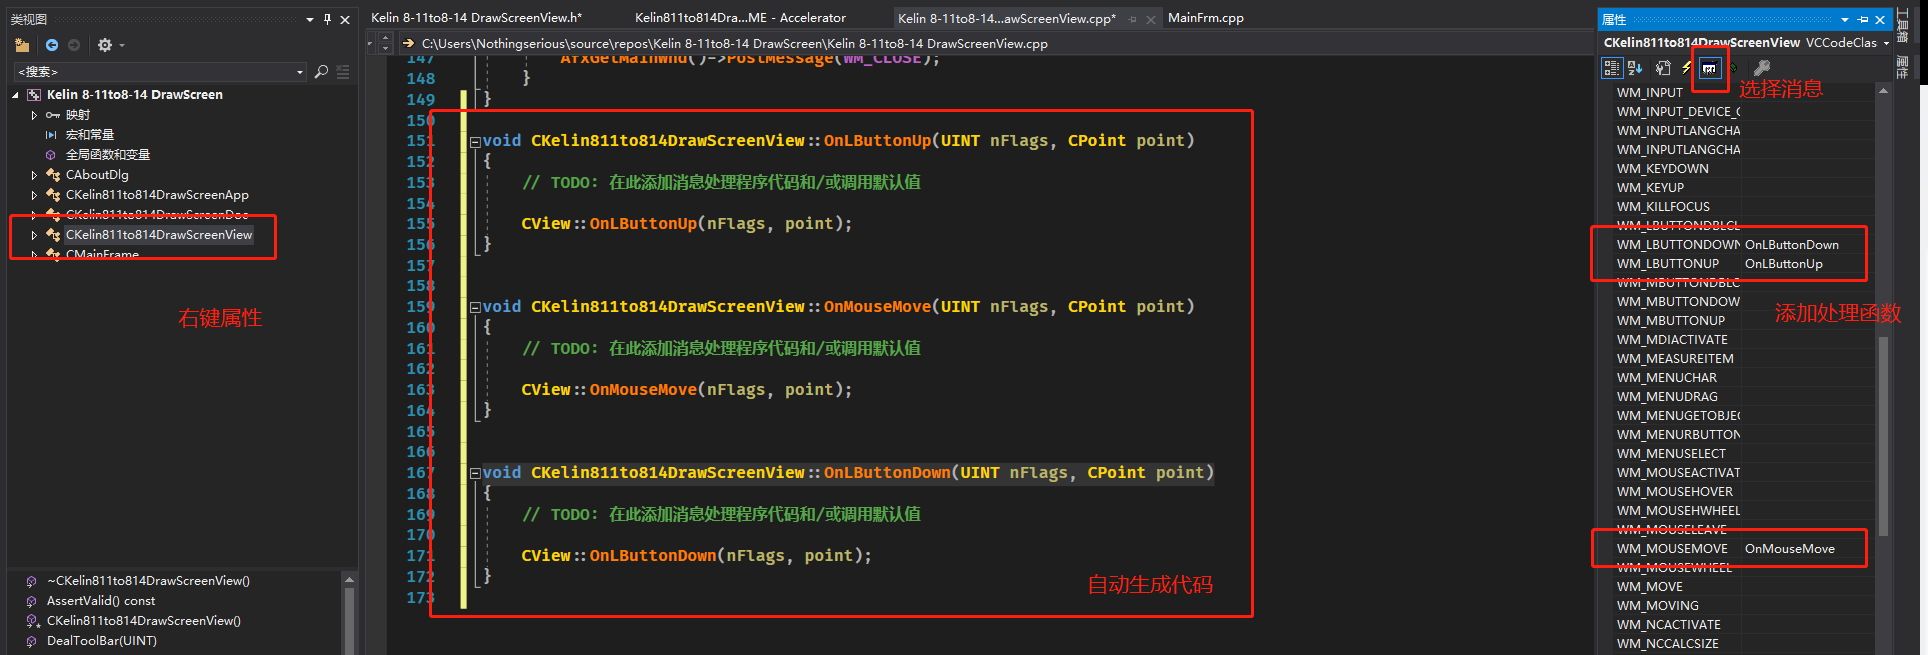 类视图
<搜索>
Kelin 8-11to8-14 DrawScreen
映射
宏和常量
全局函数和变量
CAboutDlg
CKelin811to814DrawScreenApp
CKelin811to814DrawScreenDoc
CKelin811to814DrawScreenView
CMainFrame
右键属性
~CKelin811to814DrawScreenView()
AssertValid() const
CKelin811to814DrawScreenView()
DealToolBar(UINT)
Kelin 8-11to8-14 DrawScreenView.h*
Kelin811to814Dra...ME - Accelerator
Kelin 8-11to8-14...awScreenView.cpp*
MainFrm.cpp
C:\Users\Nothingserious\source\repos\Kelin 8-11to8-14 DrawScreen\Kelin 8-11to8-14 DrawScreenView.cpp
147 AfxGetMainWnd()->PostMessage(WM_CLOSE);
148 }
149 }
150
151 void CKelin811to814DrawScreenView::OnLButtonUp(UINT nFlags, CPoint point)
152 {
153 // TODO: 在此添加消息处理程序代码和/或调用默认值
154
155 CView::OnLButtonUp(nFlags, point);
156 }
157
158
159 void CKelin811to814DrawScreenView::OnMouseMove(UINT nFlags, CPoint point)
160 {
161 // TODO: 在此添加消息处理程序代码和/或调用默认值
162
163 CView::OnMouseMove(nFlags, point);
164 }
165
166
167 void CKelin811to814DrawScreenView::OnLButtonDown(UINT nFlags, CPoint point)
168 {
169 // TODO: 在此添加消息处理程序代码和/或调用默认值
170
171 CView::OnLButtonDown(nFlags, point);
172 }
173
自动生成代码
属性
CKelin811to814DrawScreenView VCCodeClas
选择消息
WM_INPUT
WM_INPUT_DEVICE_C
WM_INPUTLANGCHA
WM_INPUTLANGCHA
WM_KEYDOWN
WM_KEYUP
WM_KILLFOCUS
WM_LBUTTONDBLCL
WM_LBUTTONDOWN OnLButtonDown
WM_LBUTTONUP OnLButtonUp
WM_MBUTTONDBLC
WM_MBUTTONDOW
WM_MBUTTONUP
添加处理函数
WM_MDIACTIVATE
WM_MEASUREITEM
WM_MENUCHAR
WM_MENUDRAG
WM_MENUGETOBJEC
WM_MENURBUTTON
WM_MENUSELECT
WM_MOUSEACTIVAT
WM_MOUSEHOVER
WM_MOUSEHWHEEL
WM_MOUSELEAVE
WM_MOUSEMOVE OnMouseMove
WM_MOUSEWHEEL
WM_MOVE
WM_MOVING
WM_NCACTIVATE
WM_NCCALCSIZE
工具箱
属性